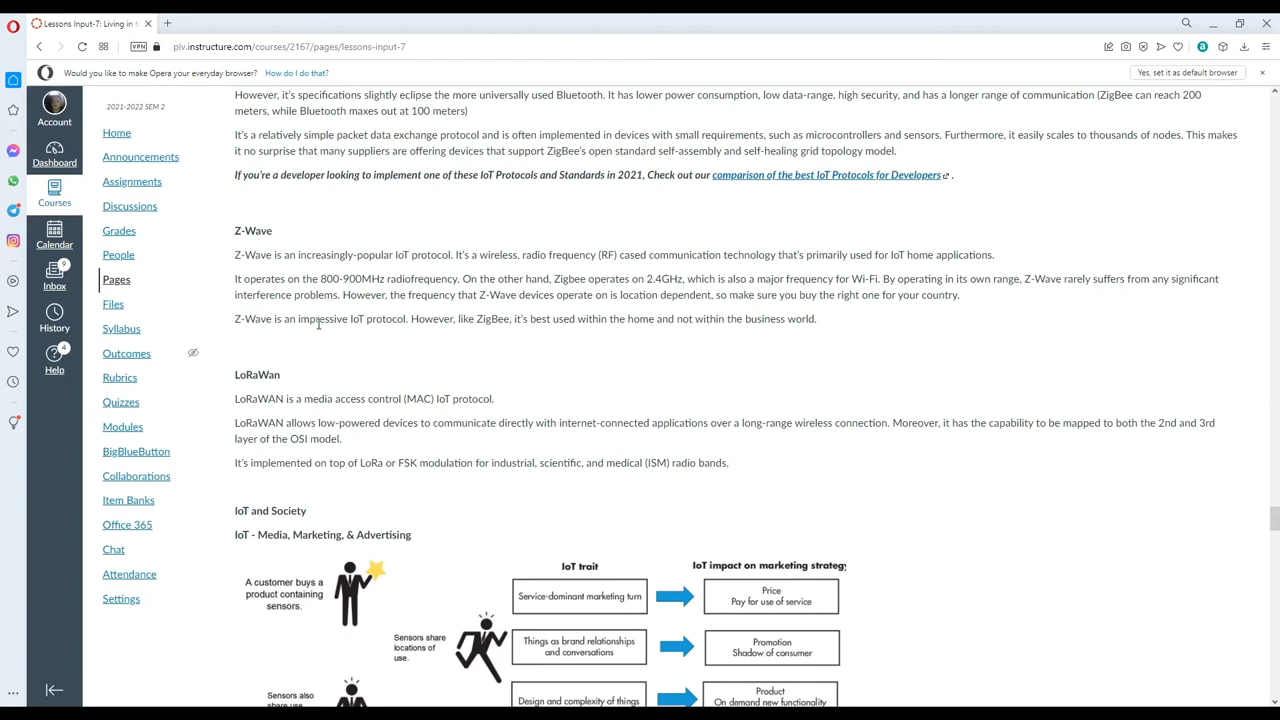 Lessons Input-7: Living in t
VPN
plv.instructure.com/courses/2167/pages/lessons-input-7
Would you like to make Opera your everyday browser? How do I do that?
Yes, set it as default browser
Account
Dashboard
Courses
Calendar
9
Inbox
History
4
Help
2021-2022 SEM 2
Home
Announcements
Assignments
Discussions
Grades
People
Pages
Files
Syllabus
Outcomes
Rubrics
Quizzes
Modules
BigBlueButton
Collaborations
Item Banks
Office 365
Chat
Attendance
Settings
However, it's specifications slightly eclipse the more universally used Bluetooth. It has lower power consumption, low data-range, high security, and has a longer range of communication (ZigBee can reach 200
meters, while Bluetooth maxes out at 100 meters)
It's a relatively simple packet data exchange protocol and is often implemented in devices with small requirements, such as microcontrollers and sensors. Furthermore, it easily scales to thousands of nodes. This makes
it no surprise that many suppliers are offering devices that support ZigBee's open standard self-assembly and self-healing grid topology model.
If you're a developer looking to implement one of these IoT Protocols and Standards in 2021, Check out our comparison of the best IoT Protocols for Developers .
Z-Wave
Z-Wave is an increasingly-popular IoT protocol. It's a wireless, radio frequency (RF) cased communication technology that's primarily used for IoT home applications.
It operates on the 800-900MHz radiofrequency. On the other hand, Zigbee operates on 2.4GHz, which is also a major frequency for Wi-Fi. By operating in its own range, Z-Wave rarely suffers from any significant
interference problems. However, the frequency that Z-Wave devices operate on is location dependent, so make sure you buy the right one for your country.
Z-Wave is an impressive IoT protocol. However, like ZigBee, it's best used within the home and not within the business world.
LoRaWan
LoRaWAN is a media access control (MAC) IoT protocol.
LoRaWAN allows low-powered devices to communicate directly with internet-connected applications over a long-range wireless connection. Moreover, it has the capability to be mapped to both the 2nd and 3rd
layer of the OSI model.
It's implemented on top of LoRa or FSK modulation for industrial, scientific, and medical (ISM) radio bands.
IoT and Society
IoT - Media, Marketing, & Advertising
A customer buys a
product containing
sensors.
Sensors share
locations of
use.
Sensors also
share use
IoT trait
IoT impact on marketing strategy
Service-dominant marketing turn
Price
Pay for use of service
Things as brand relationships
and conversations
Promotion
Shadow of consumer
Design and complexity of things
Product
On demand new functionality